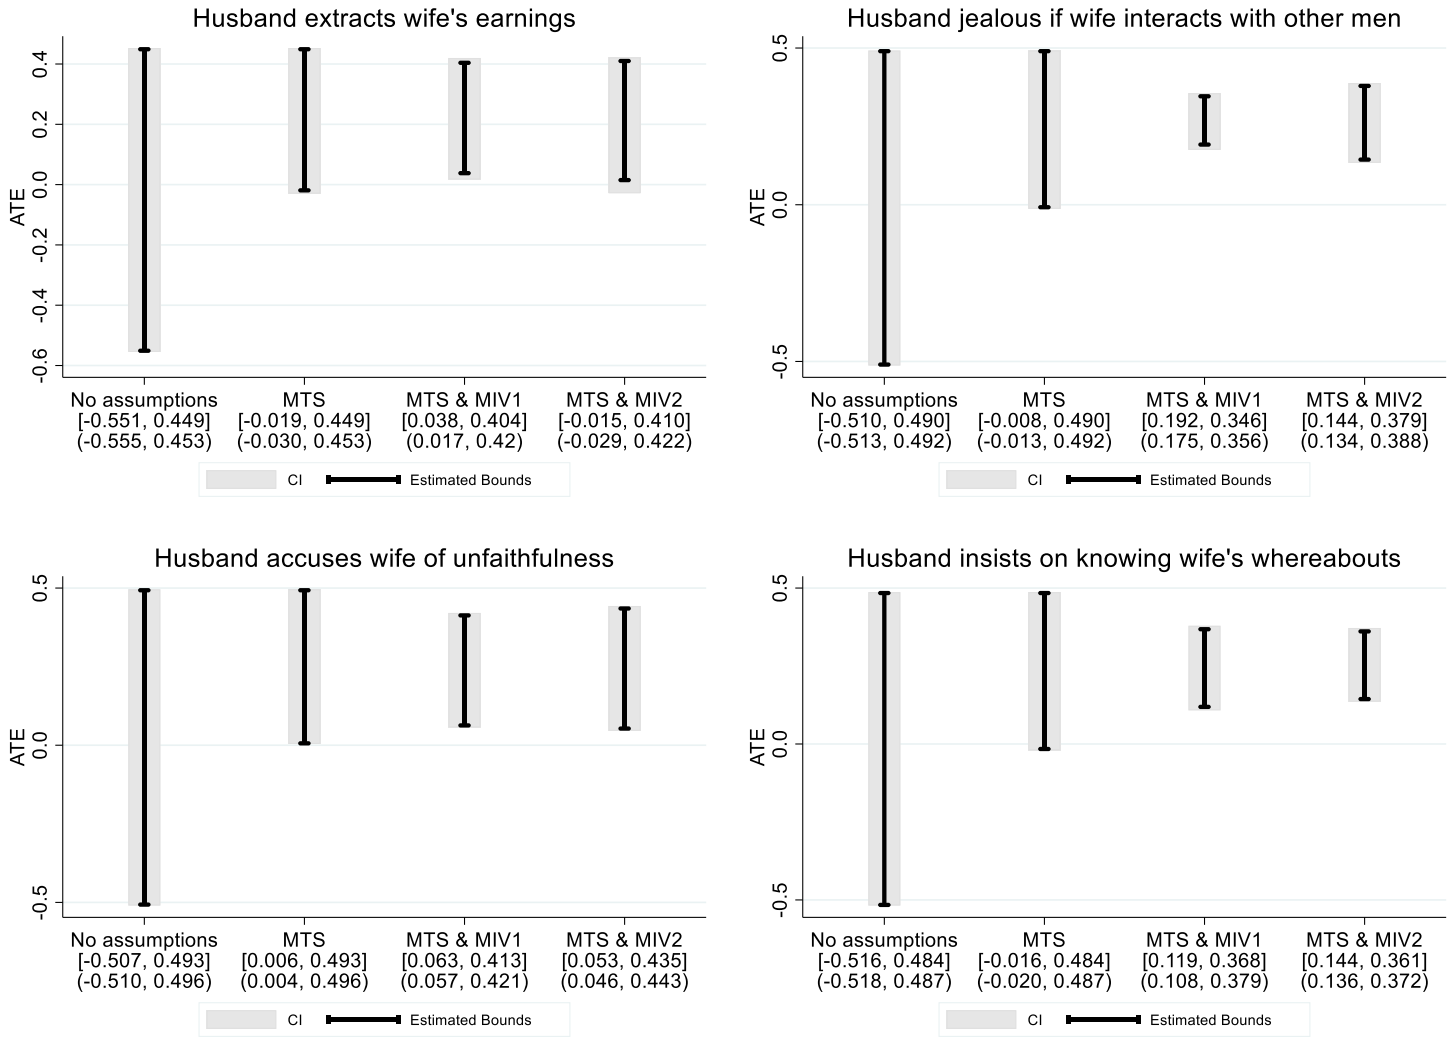 Husband extracts wife's earnings
ATE
0.4
0.2
0.0
-0.2
-0.4
-0.6
No assumptions MTS MTS & MIV1 MTS & MIV2
[-0.551, 0.449] [-0.019, 0.449] [0.038, 0.404] [-0.015, 0.410]
(-0.555, 0.453) (-0.030, 0.453) (0.017, 0.42) (-0.029, 0.422)
CI Estimated Bounds
Husband jealous if wife interacts with other men
ATE
0.5
0.0
-0.5
No assumptions MTS MTS & MIV1 MTS & MIV2
[-0.510, 0.490] [-0.008, 0.490] [0.192, 0.346] [0.144, 0.379]
(-0.513, 0.492) (-0.013, 0.492) (0.175, 0.356) (0.134, 0.388)
CI Estimated Bounds
Husband accuses wife of unfaithfulness
ATE
0.5
0.0
-0.5
No assumptions MTS MTS & MIV1 MTS & MIV2
[-0.507, 0.493] [0.006, 0.493] [0.063, 0.413] [0.053, 0.435]
(-0.510, 0.496) (0.004, 0.496) (0.057, 0.421) (0.046, 0.443)
CI Estimated Bounds
Husband insists on knowing wife's whereabouts
ATE
0.5
0.0
-0.5
No assumptions MTS MTS & MIV1 MTS & MIV2
[-0.516, 0.484] [-0.016, 0.484] [0.119, 0.368] [0.144, 0.361]
(-0.518, 0.487) (-0.020, 0.487) (0.108, 0.379) (0.136, 0.372)
CI Estimated Bounds